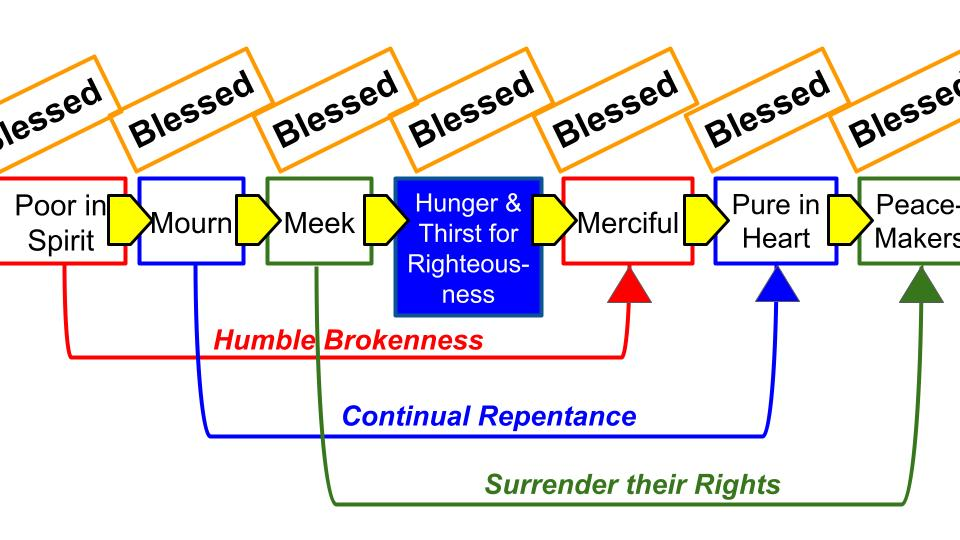 lessed
Blessed
Blessed
Blessed
Blessed
Blessed
Blessed
Poor in
Spirit
Mourn
Meek
Hunger &
Thirst for
Righteous-
ness
Merciful
Pure in
Heart
Peace-
Makers
Humble Brokenness
Continual Repentance
Surrender their Rights